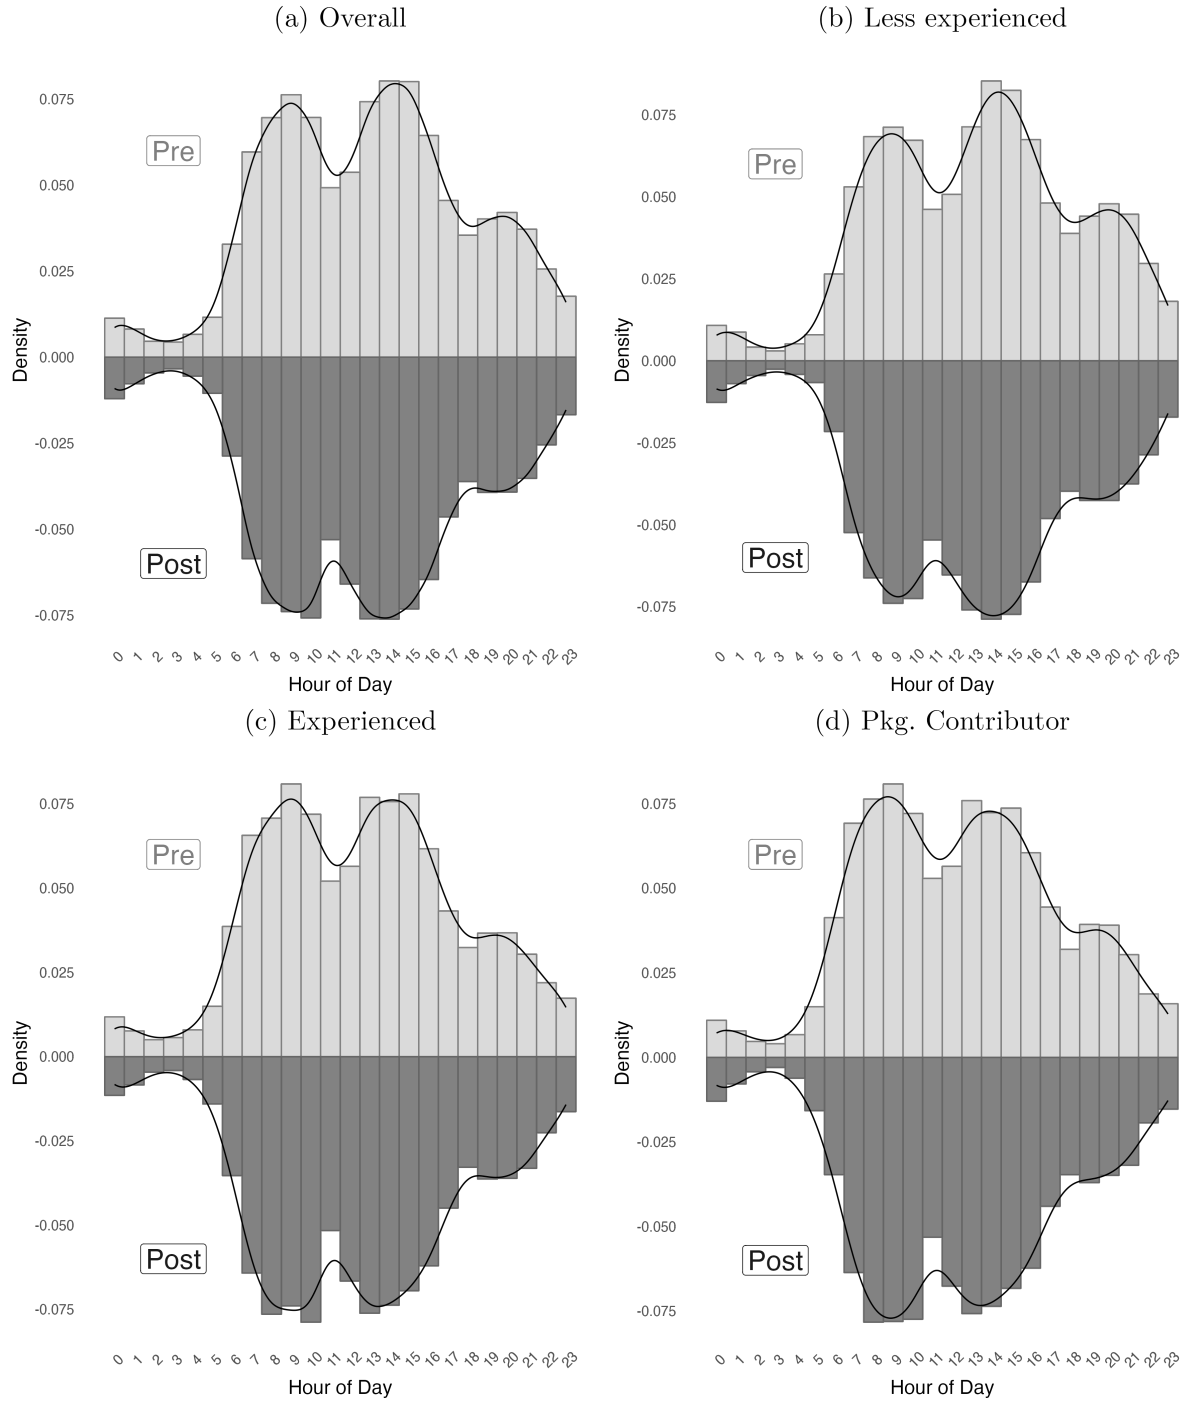 (a) Overall
0.075
0.050
0.025
0.000
-0.025
-0.050
-0.075
Density
Pre
Post
0 1 2 3 4 5 6 7 8 9 10 11 12 13 14 15 16 17 18 19 20 21 22 23
Hour of Day
(b) Less experienced
0.075
0.050
0.025
0.000
-0.025
-0.050
-0.075
Density
Pre
Post
0 1 2 3 4 5 6 7 8 9 10 11 12 13 14 15 16 17 18 19 20 21 22 23
Hour of Day
(c) Experienced
0.075
0.050
0.025
0.000
-0.025
-0.050
-0.075
Density
Pre
Post
0 1 2 3 4 5 6 7 8 9 10 11 12 13 14 15 16 17 18 19 20 21 22 23
Hour of Day
(d) Pkg. Contributor
0.075
0.050
0.025
0.000
-0.025
-0.050
-0.075
Density
Pre
Post
0 1 2 3 4 5 6 7 8 9 10 11 12 13 14 15 16 17 18 19 20 21 22 23
Hour of Day